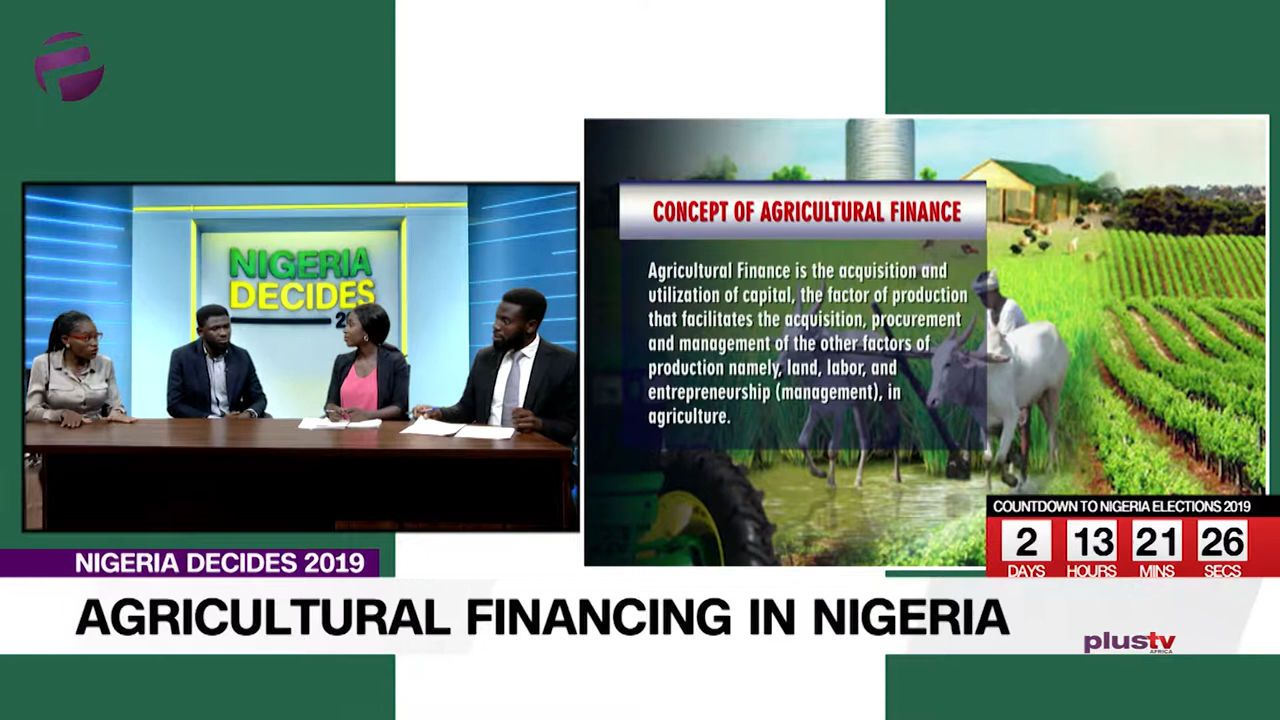 NIGERIA
DECIDES
CONCEPT OF AGRICULTURAL FINANCE
Agricultural Finance is the acquisition and
utilization of capital, the factor of production
that facilitates the acquisition, procurement
and management of the other factors of
production namely, land, labor, and
entrepreneurship (management), in
agriculture.
COUNTDOWN TO NIGERIA ELECTIONS 2019
2 13 21 26
DAYS HOURS MINS SECS
NIGERIA DECIDES 2019
AGRICULTURAL FINANCING IN NIGERIA
plustv
AFRICA